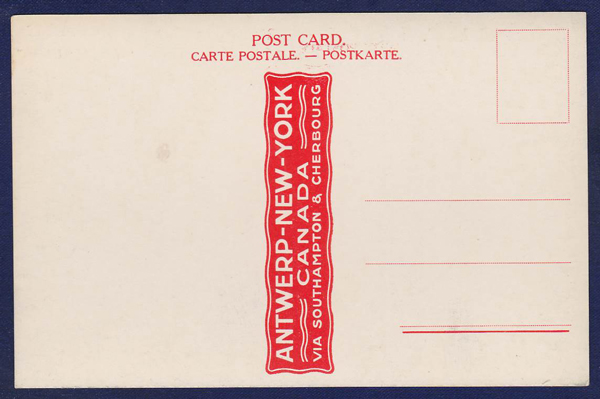 POST CARD.
CARTE POSTALE. — POSTKARTE.
ANTWERP-NEW-YORK
CANADA
VIA SOUTHAMPTON & CHERBOURG